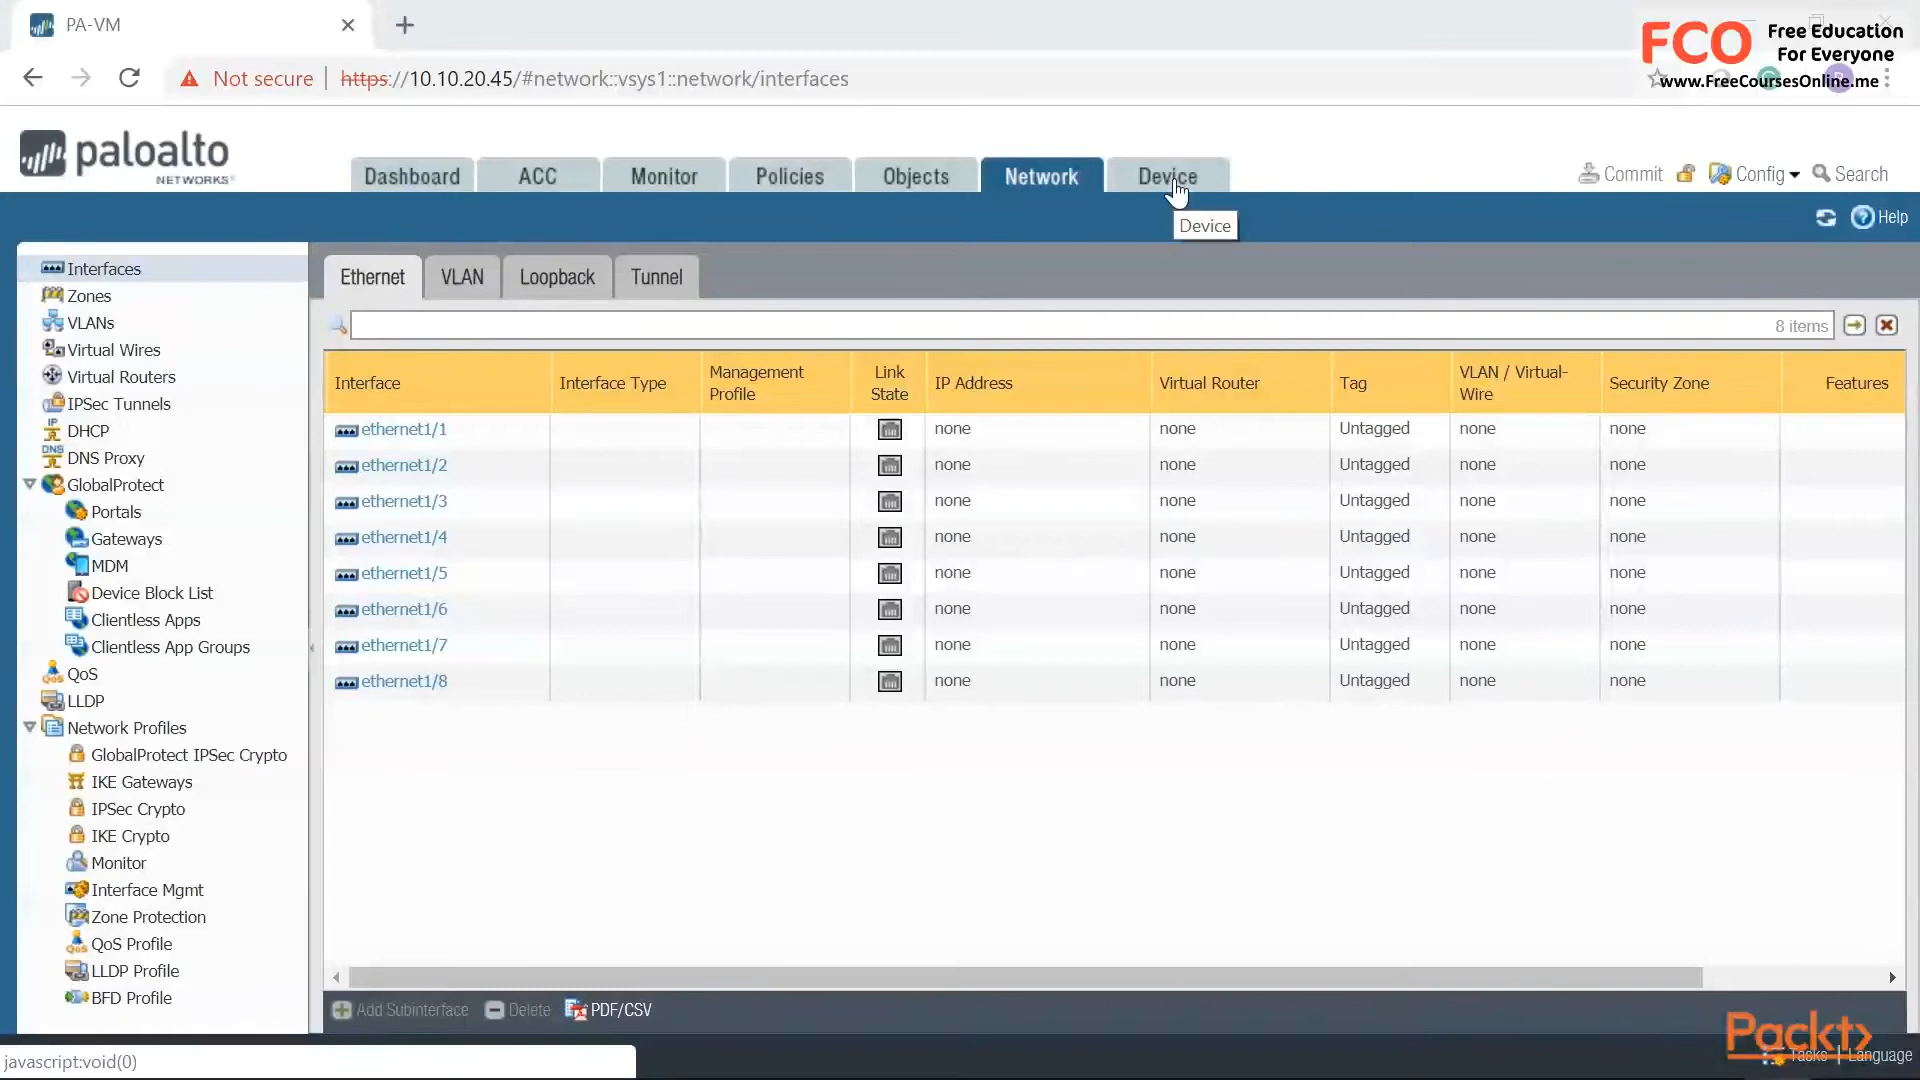 PA-VM
FCO Free Education
For Everyone
www.FreeCoursesOnline.me
Not secure | https://10.10.20.45/#network::vsys1::network/interfaces
paloalto
NETWORKS
Dashboard ACC Monitor Policies Objects Network Device
Commit Config Search
Device
Help
Interfaces
Zones
VLANs
Virtual Wires
Virtual Routers
IPSec Tunnels
DHCP
DNS Proxy
GlobalProtect
Portals
Gateways
MDM
Device Block List
Clientless Apps
Clientless App Groups
QoS
LLDP
Network Profiles
GlobalProtect IPSec Crypto
IKE Gateways
IPSec Crypto
IKE Crypto
Monitor
Interface Mgmt
Zone Protection
QoS Profile
LLDP Profile
BFD Profile
Ethernet VLAN Loopback Tunnel
8 items
Interface Interface Type Management Profile Link State IP Address Virtual Router Tag VLAN / Virtual-Wire Security Zone Features
ethernet1/1 none none Untagged none none
ethernet1/2 none none Untagged none none
ethernet1/3 none none Untagged none none
ethernet1/4 none none Untagged none none
ethernet1/5 none none Untagged none none
ethernet1/6 none none Untagged none none
ethernet1/7 none none Untagged none none
ethernet1/8 none none Untagged none none
Add Subinterface Delete PDF/CSV
Packt>
Tasks | Language
javascript:void(0)